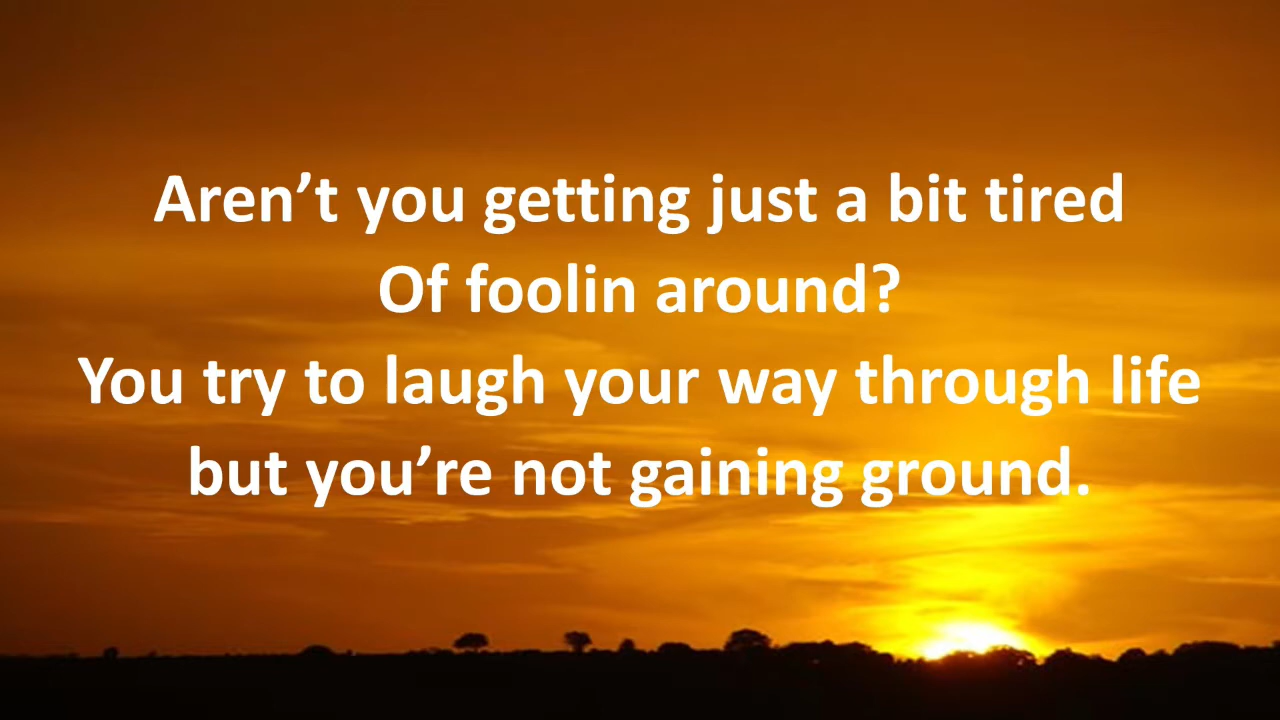 Aren’t you getting just a bit tired
Of foolin around?
You try to laugh your way through life
but you’re not gaining ground.